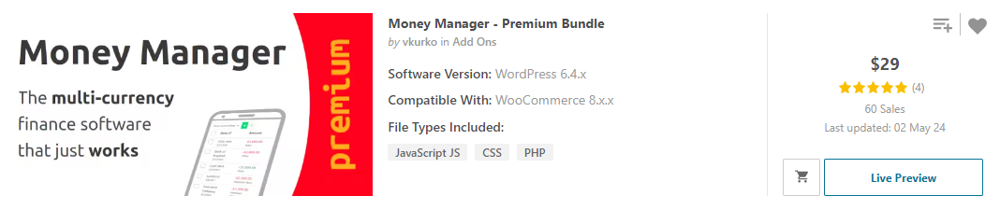 Money Manager
The multi-currency
finance software
that just works
premium
Money Manager - Premium Bundle
by vkurko in Add Ons
Software Version: WordPress 6.4.x
Compatible With: WooCommerce 8.x.x
File Types Included:
JavaScript JS CSS PHP
$29
(4)
60 Sales
Last updated: 02 May 24
Live Preview